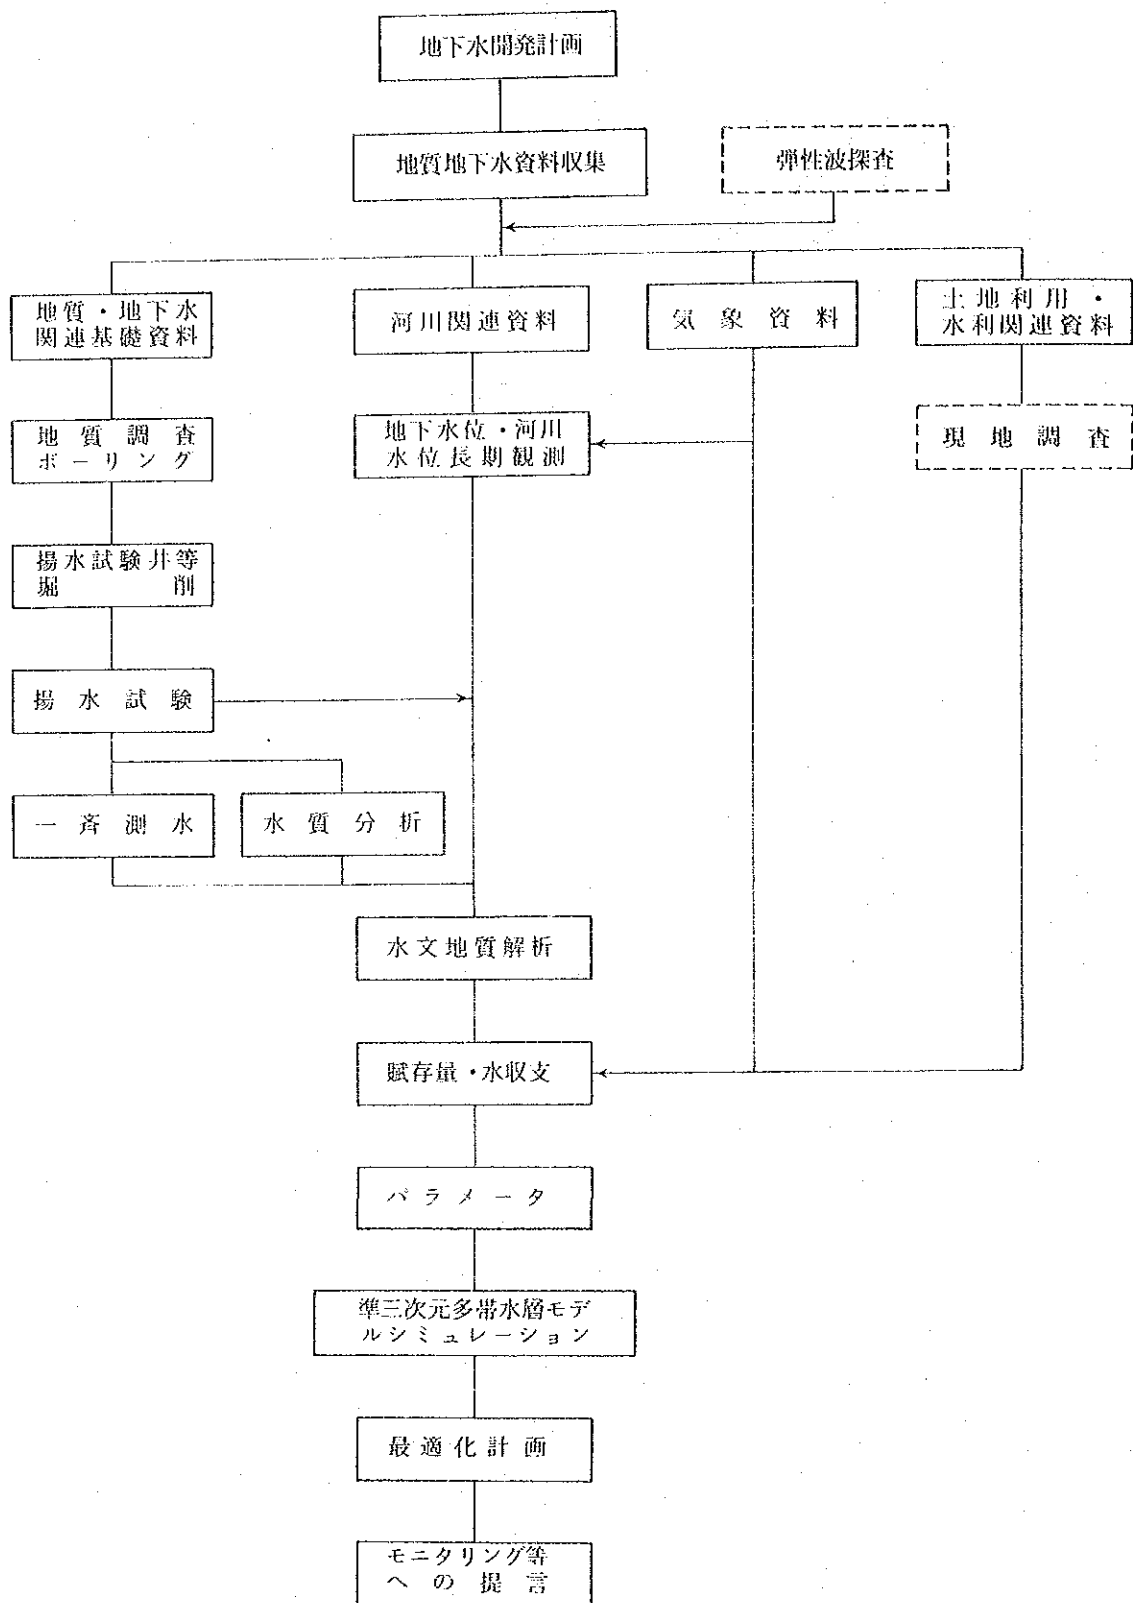 地下水開発計画
地質地下水資料収集
弾性波探査
地質・地下水
関連基礎資料
河川関連資料
気象資料
土地利用・
水利関連資料
地質調査
ボーリング
地下水位・河川
水位長期観測
現地調査
揚水試験井等
堀削
揚水試験
一斉測水
水質分析
水文地質解析
賦存量・水収支
パラメータ
準三次元多帯水層モデ
ルシミュレーション
最適化計画
モニタリング等
への提言